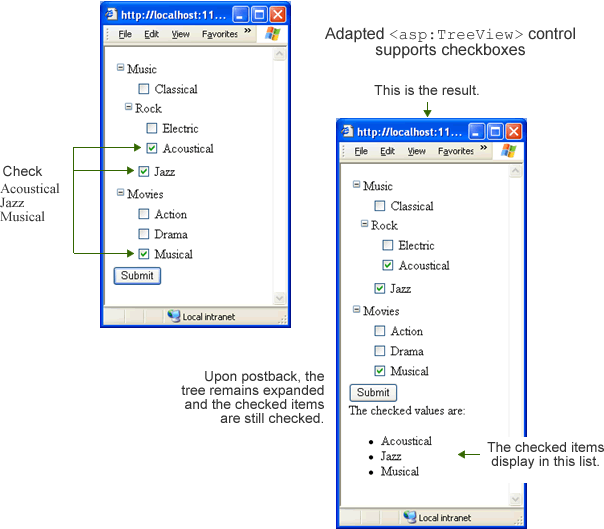 http://localhost:11...
File Edit View Favorites »
Music
Classical
Rock
Electric
Acoustical
Jazz
Movies
Action
Drama
Musical
Submit
Local intranet
Check
Acoustical
Jazz
Musical
Adapted <asp:TreeView> control
supports checkboxes
This is the result.
http://localhost:11...
File Edit View Favorites »
Music
Classical
Rock
Electric
Acoustical
Jazz
Movies
Action
Drama
Musical
Submit
The checked values are:
Acoustical
Jazz
Musical
Local intranet
Upon postback, the
tree remains expanded
and the checked items
are still checked.
The checked items
display in this list.